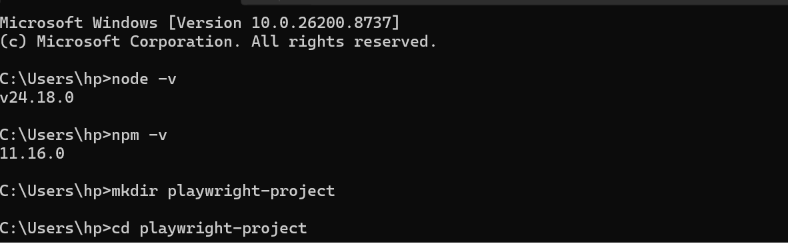 Microsoft Windows [Version 10.0.26200.8737]
(c) Microsoft Corporation. All rights reserved.
C:\Users\hp>node -v
v24.18.0
C:\Users\hp>npm -v
11.16.0
C:\Users\hp>mkdir playwright-project
C:\Users\hp>cd playwright-project